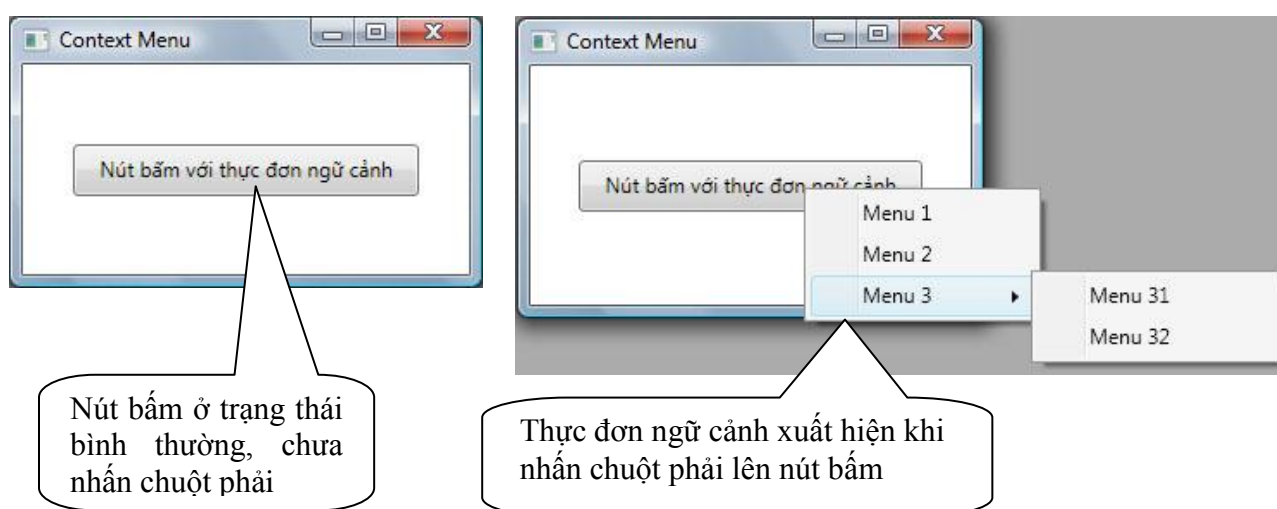 Context Menu
Nút bấm với thực đơn ngữ cảnh
Nút bấm ở trạng thái
bình thường, chưa
nhấn chuột phải
Context Menu
Nút bấm với thực đơn ngữ cảnh
Menu 1
Menu 2
Menu 3
Menu 31
Menu 32
Thực đơn ngữ cảnh xuất hiện khi
nhấn chuột phải lên nút bấm